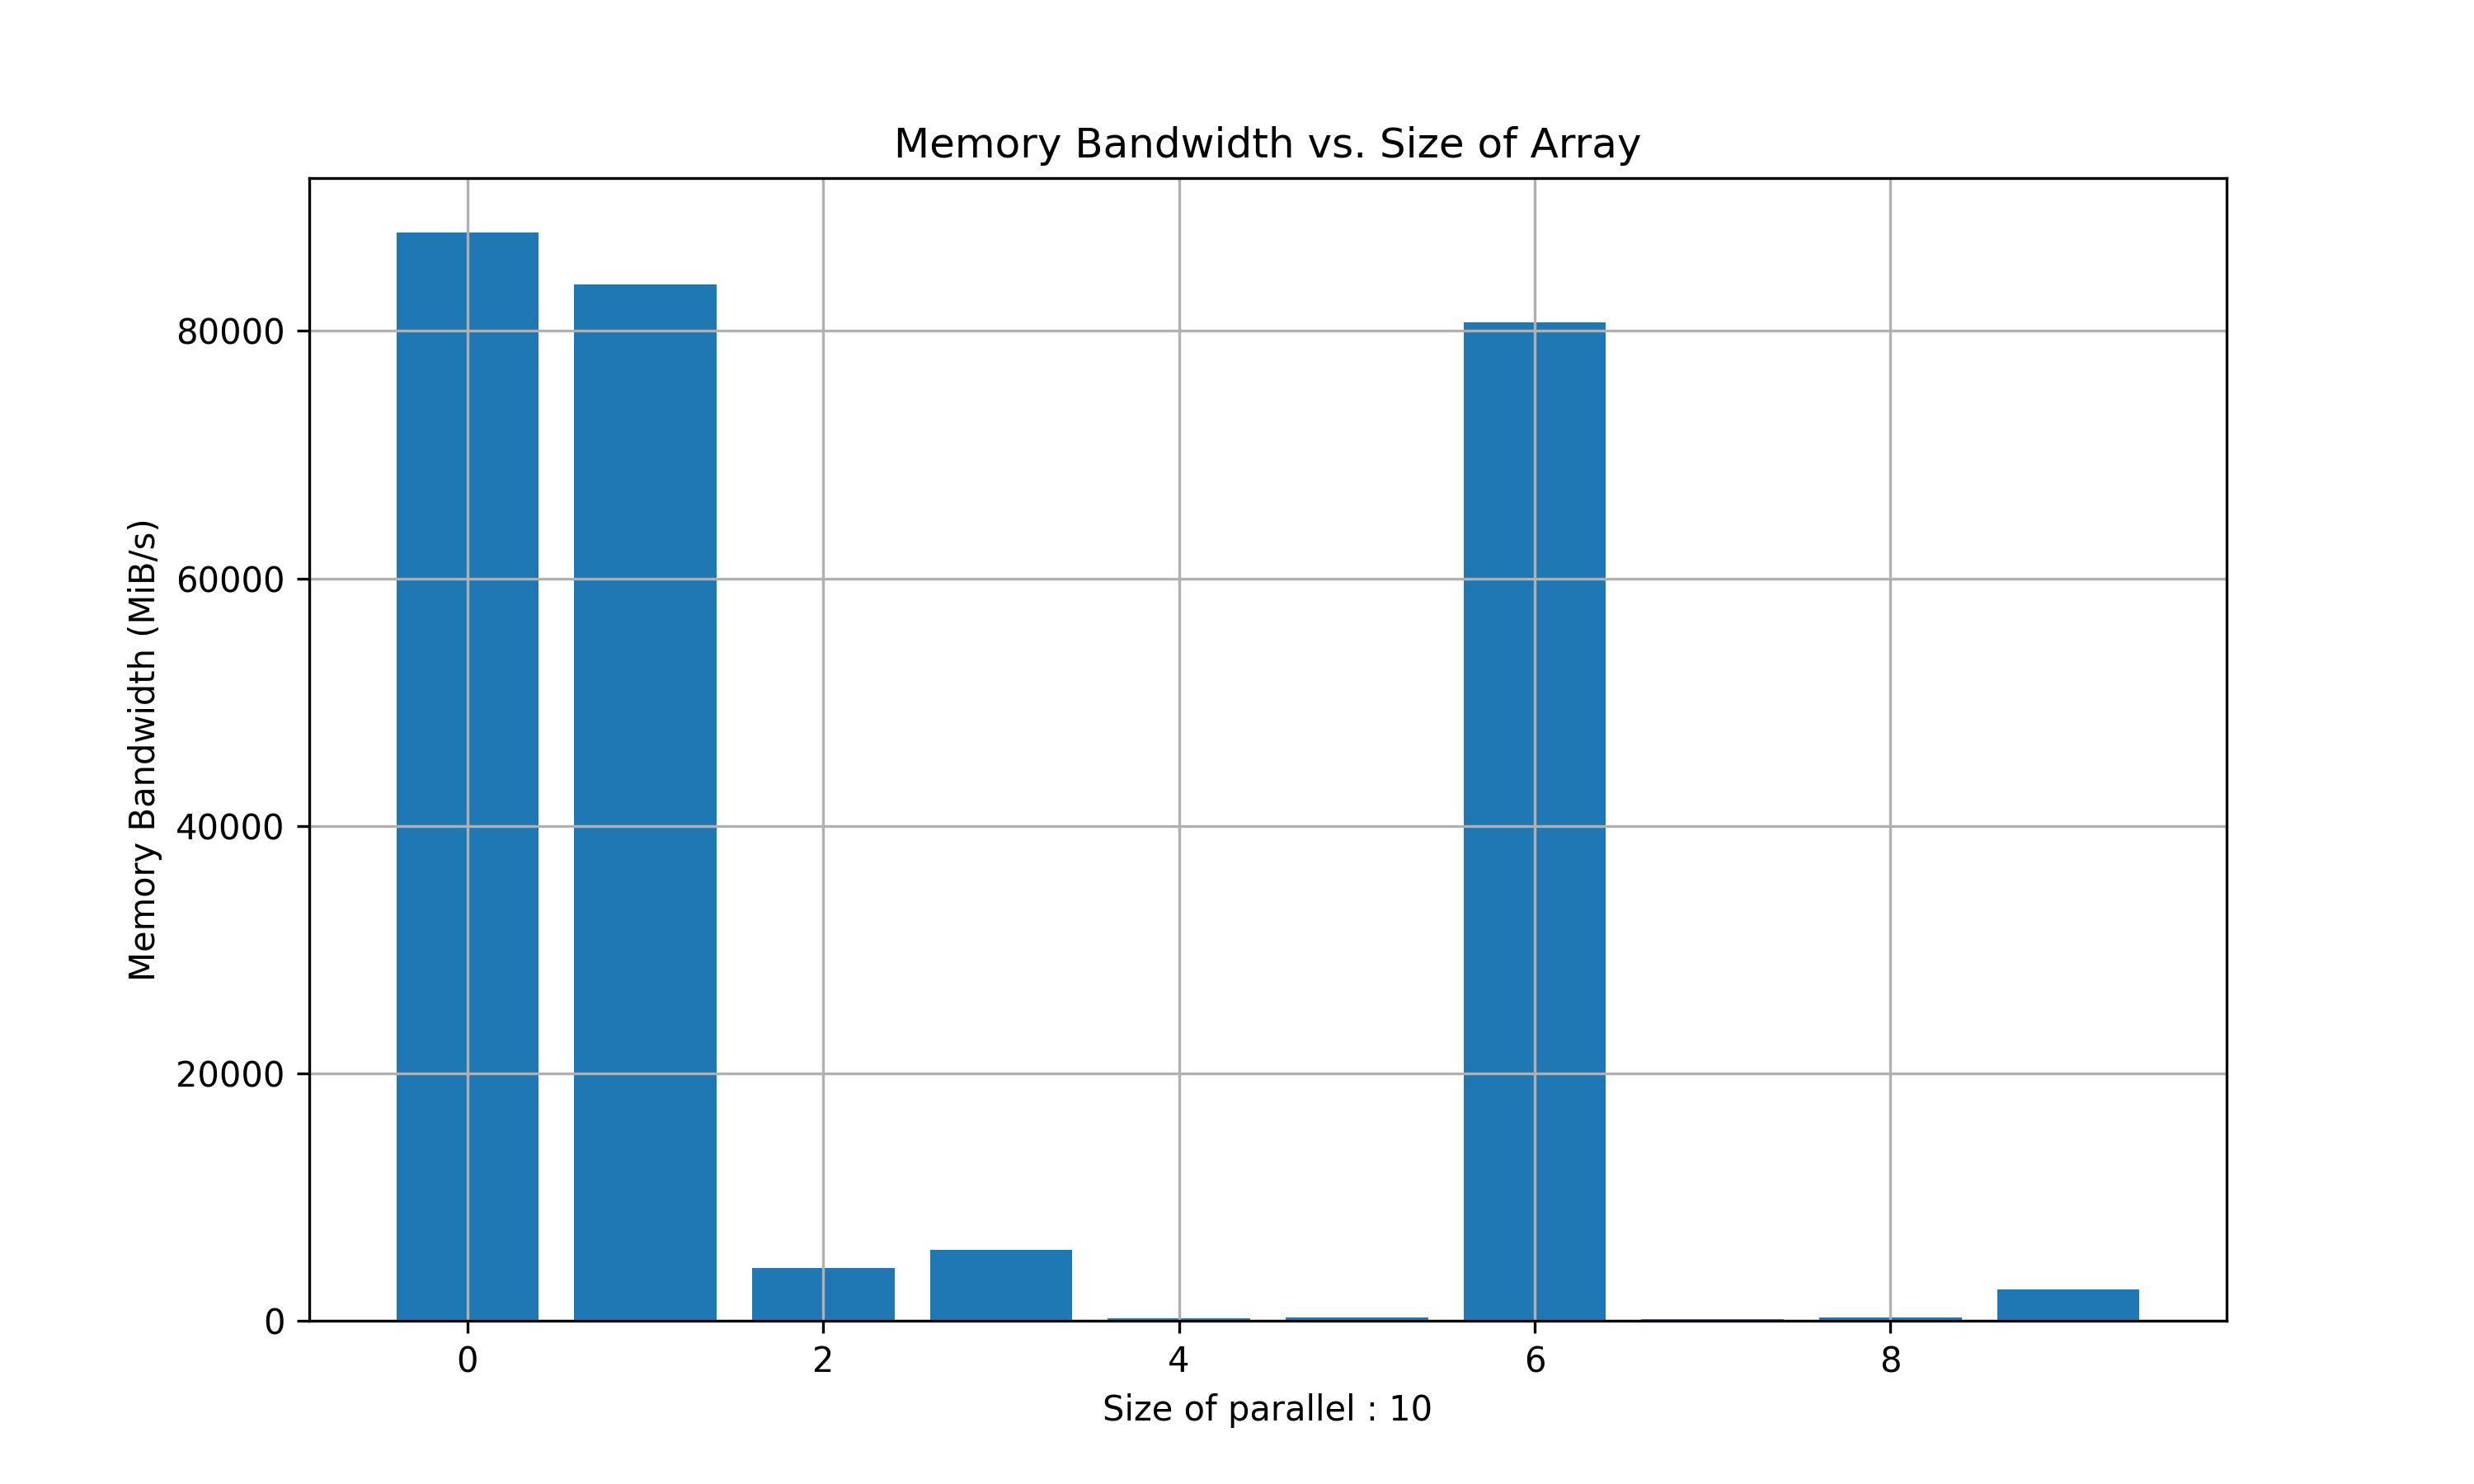 Memory Bandwidth vs. Size of Array
Memory Bandwidth (MiB/s)
80000
60000
40000
20000
0
0 2 4 6 8
Size of parallel : 10